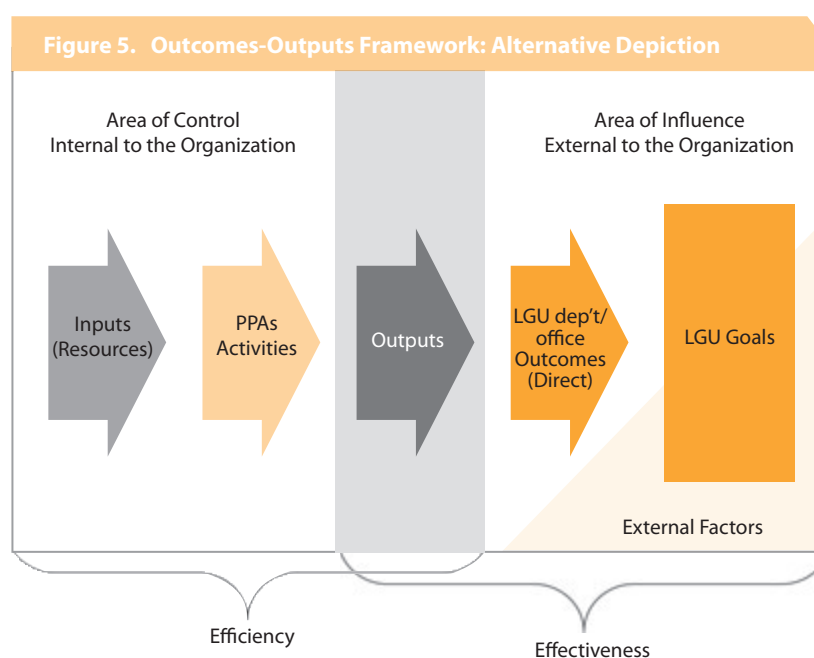 Figure 5. Outcomes-Outputs Framework: Alternative Depiction
Area of Control
Internal to the Organization
Area of Influence
External to the Organization
Inputs
(Resources)
PPAs
Activities
Outputs
LGU dep't/
office
Outcomes
(Direct)
LGU Goals
External Factors
Efficiency
Effectiveness